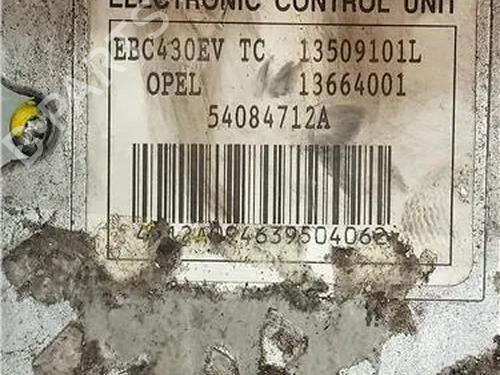 ELECTRONIC CONTROL UNIT
EBC430EV TC 13509101L
OPEL 13664001
54084712A